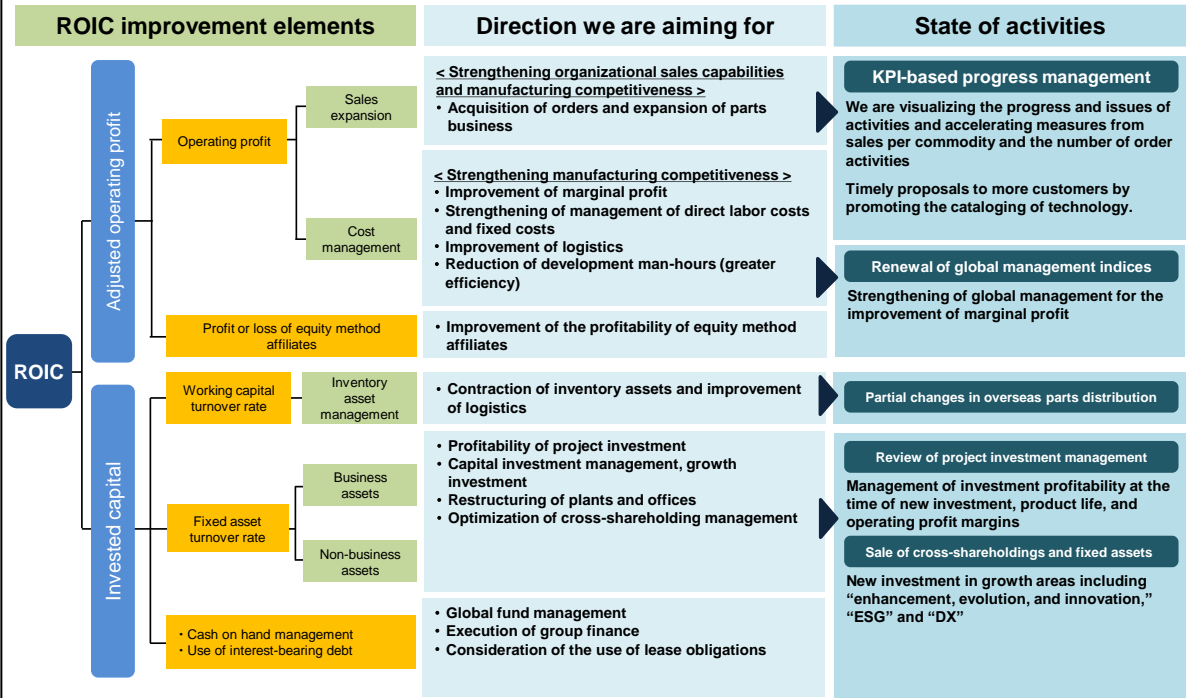 ROIC improvement elements
Direction we are aiming for
State of activities
ROIC
Adjusted operating profit
Operating profit
Sales
expansion
Cost
management
Profit or loss of equity method
affiliates
Invested capital
Working capital
turnover rate
Inventory
asset
management
Fixed asset
turnover rate
Business
assets
Non-business
assets
・Cash on hand management
・Use of interest-bearing debt
< Strengthening organizational sales capabilities
and manufacturing competitiveness >
・Acquisition of orders and expansion of parts
business
< Strengthening manufacturing competitiveness >
・Improvement of marginal profit
・Strengthening of management of direct labor costs
and fixed costs
・Improvement of logistics
・Reduction of development man-hours (greater
efficiency)
・Improvement of the profitability of equity method
affiliates
・Contraction of inventory assets and improvement
of logistics
・Profitability of project investment
・Capital investment management, growth
investment
・Restructuring of plants and offices
・Optimization of cross-shareholding management
・Global fund management
・Execution of group finance
・Consideration of the use of lease obligations
KPI-based progress management
We are visualizing the progress and issues of
activities and accelerating measures from
sales per commodity and the number of order
activities
Timely proposals to more customers by
promoting the cataloging of technology.
Renewal of global management indices
Strengthening of global management for the
improvement of marginal profit
Partial changes in overseas parts distribution
Review of project investment management
Management of investment profitability at the
time of new investment, product life, and
operating profit margins
Sale of cross-shareholdings and fixed assets
New investment in growth areas including
“enhancement, evolution, and innovation,”
“ESG” and “DX”